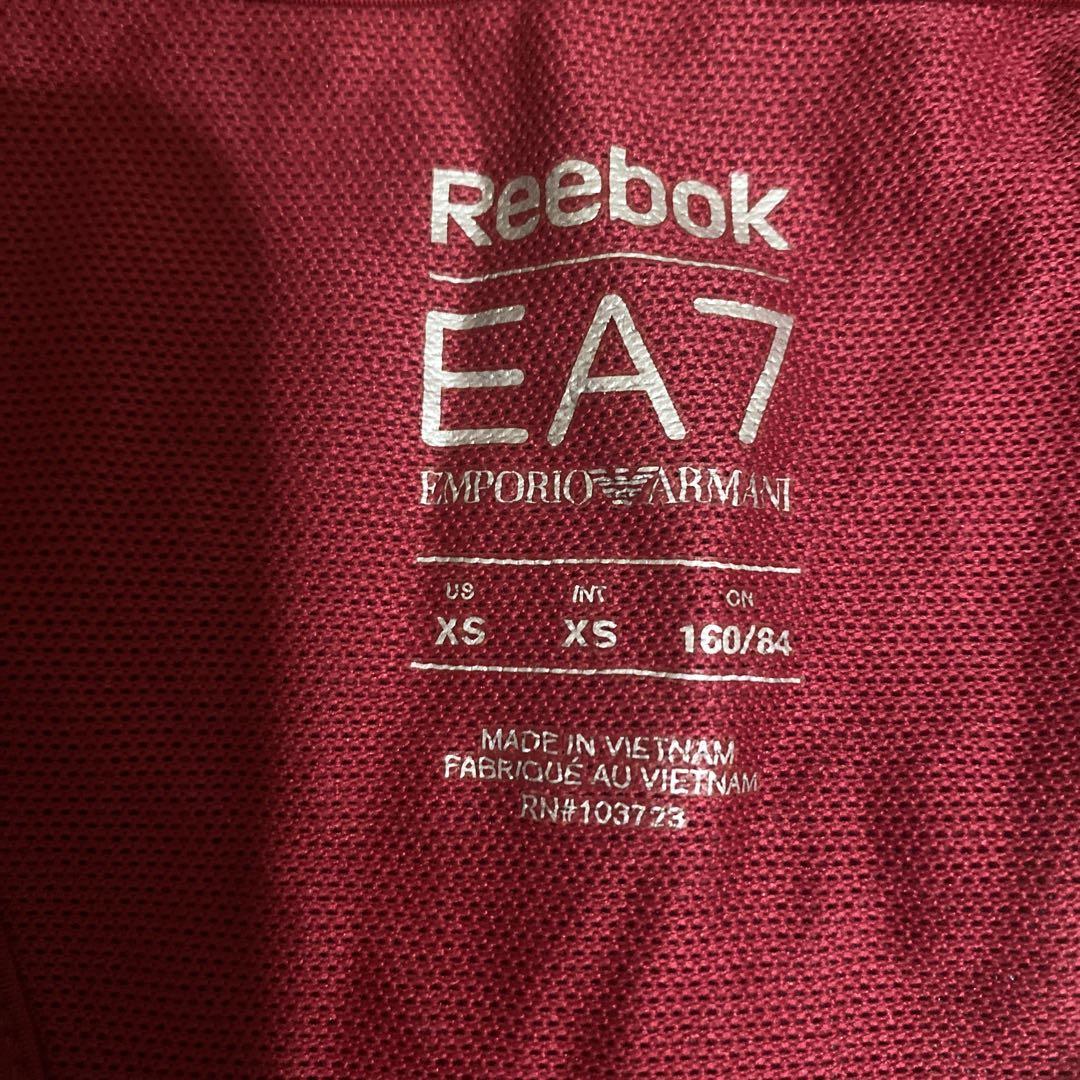 Reebok
EA7
EMPORIO ARMANI
US INT CN
XS XS 160/84
MADE IN VIETNAM
FABRIQUÉ AU VIETNAM
RN#103723